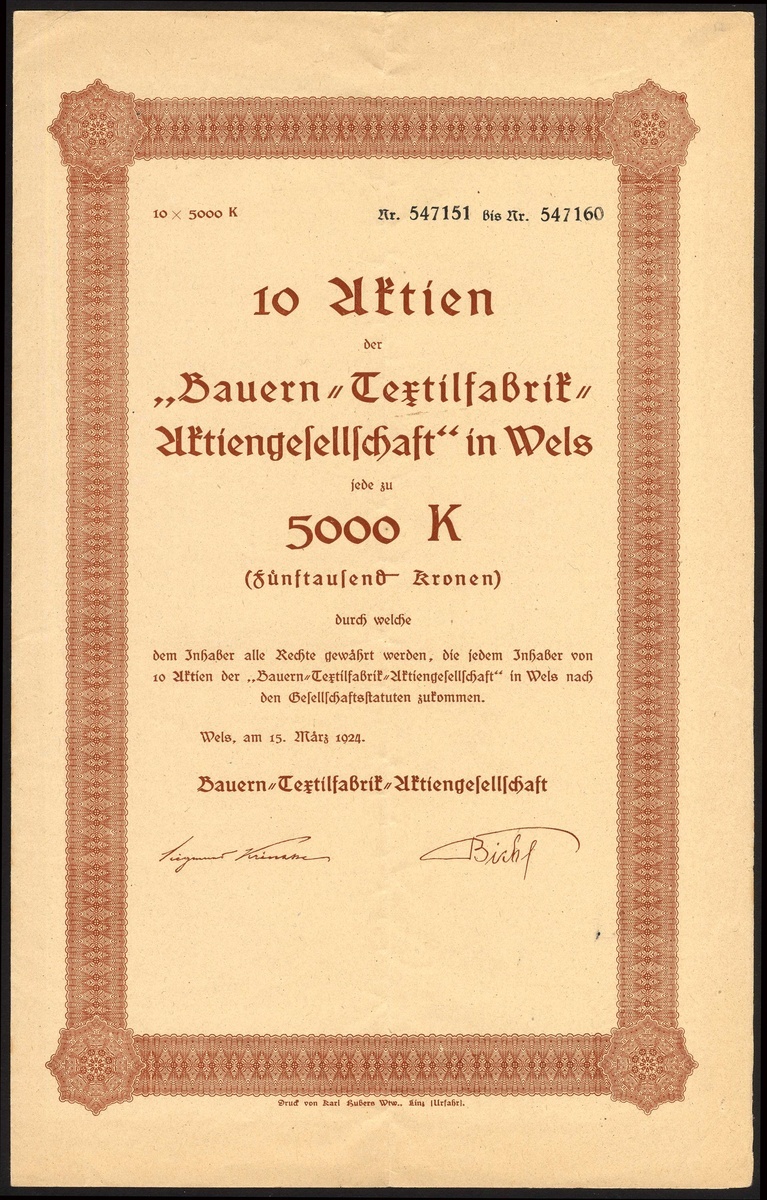 10 × 5000 K
Nr. 547151 bis Nr. 547160
10 Aktien
der
„Bauern=Textilfabrik=
Aktiengesellschaft“ in Wels
jede zu
5000 K
(Fünftausend Kronen)
durch welche
dem Inhaber alle Rechte gewährt werden, die jedem Inhaber von
10 Aktien der „Bauern=Textilfabrik=Aktiengesellschaft“ in Wels nach
den Gesellschaftsstatuten zukommen.
Wels, am 15. März 1924.
Bauern=Textilfabrik=Aktiengesellschaft
Druck von Karl Hubers Wtw., Linz (Urfahr).